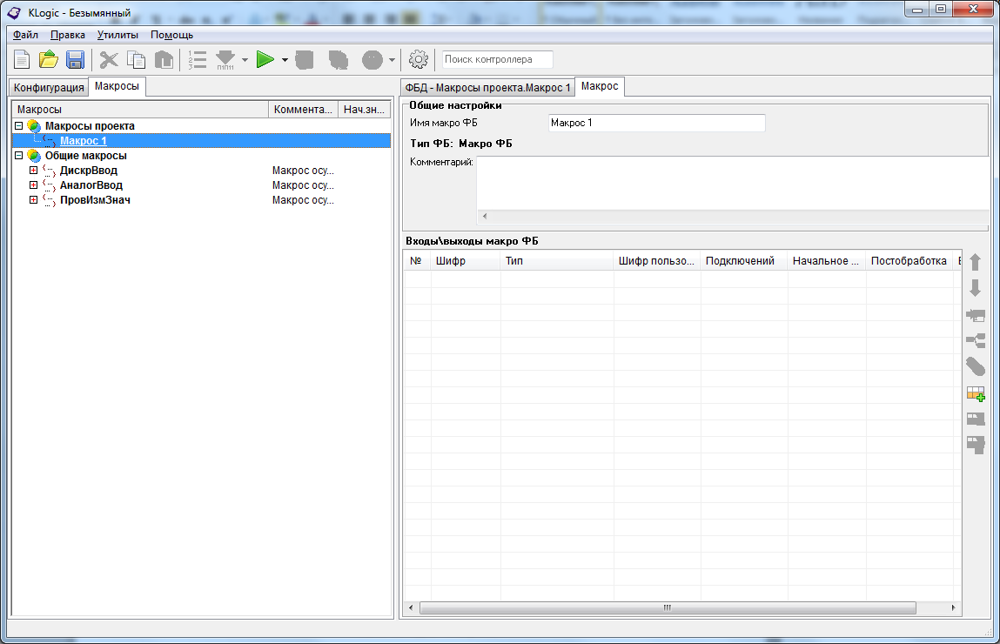 KLogic - Безымянный
Файл Правка Утилиты Помощь
Поиск контроллера
Конфигурация Макросы
Макросы Коммента... Нач.зн...
Макросы проекта
Макрос 1
Общие макросы
ДискрВвод Макрос осу...
АналогВвод Макрос осу...
ПровИзмЗнач Макрос осу...
ФБД - Макросы проекта.Макрос 1 Макрос
Общие настройки
Имя макро ФБ Макрос 1
Тип ФБ: Макро ФБ
Комментарий:
Входы\выходы макро ФБ
№ Шифр Тип Шифр пользо... Подключений Начальное ... Постобработка